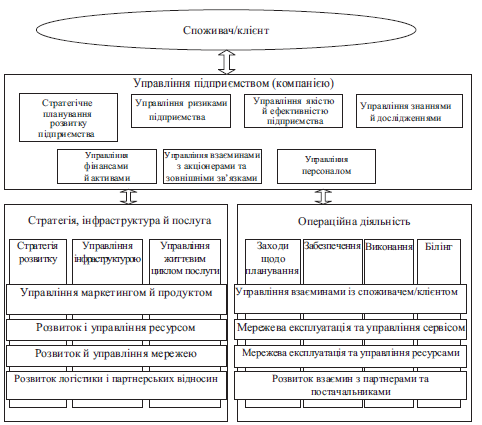 Споживач/клієнт
Управління підприємством (компанією)
Стратегічне
планування
розвитку
підприємства
Управління ризиками
підприємства
Управління якістю
й ефективністю
підприємства
Управління знаннями
й дослідженнями
Управління
фінансами
й активами
Управління взаєминами
з акціонерами та
зовнішніми зв'язками
Управління
персоналом
Стратегія, інфраструктура й послуга
Стратегія
розвитку
Управління
інфраструктурою
Управління
життєвим
циклом послуги
Управління маркетингом й продуктом
Розвиток і управління ресурсом
Розвиток й управління мережею
Розвиток логістики і партнерських відносин
Операційна діяльність
Заходи
щодо
планування
Забезпечення
Виконання
Білінг
Управління взаєминами із споживачем/клієнтом
Мережева експлуатація та управління сервісом
Мережева експлуатація та управління ресурсами
Розвиток взаємин з партнерами та
постачальниками